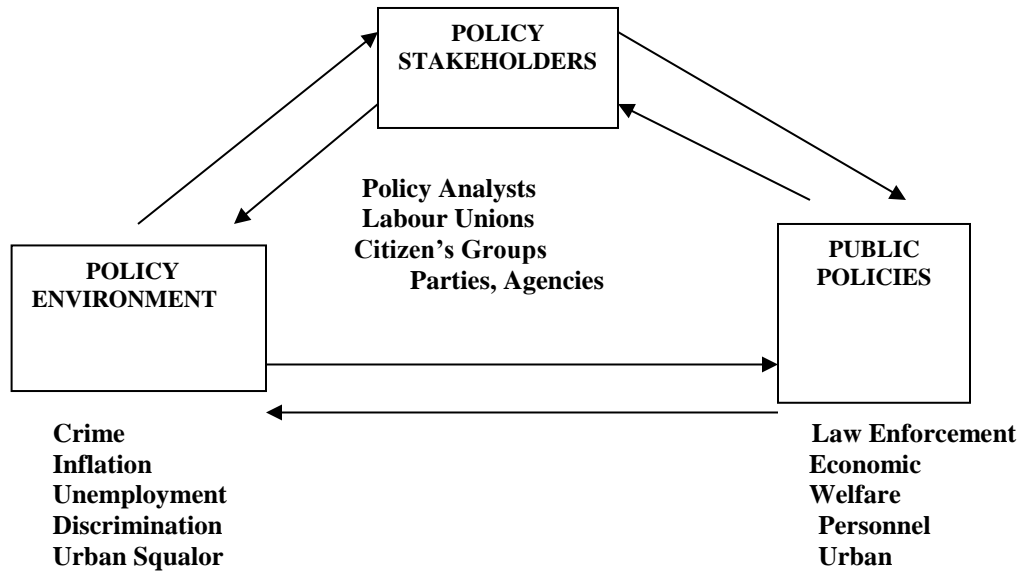 POLICY
STAKEHOLDERS
Policy Analysts
Labour Unions
Citizen’s Groups
Parties, Agencies
POLICY
ENVIRONMENT
PUBLIC
POLICIES
Crime
Inflation
Unemployment
Discrimination
Urban Squalor
Law Enforcement
Economic
Welfare
Personnel
Urban